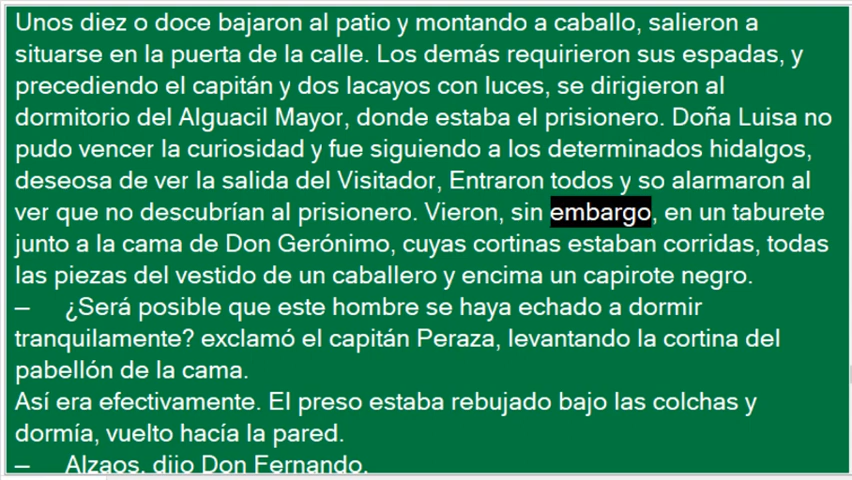 Unos diez o doce bajaron al patio y montando a caballo, salieron a
situarse en la puerta de la calle. Los demás requirieron sus espadas, y
precediendo el capitán y dos lacayos con luces, se dirigieron al
dormitorio del Alguacil Mayor, donde estaba el prisionero. Doña Luisa no
pudo vencer la curiosidad y fue siguiendo a los determinados hidalgos,
deseosa de ver la salida del Visitador, Entraron todos y so alarmaron al
ver que no descubrían al prisionero. Vieron, sin embargo, en un taburete
junto a la cama de Don Gerónimo, cuyas cortinas estaban corridas, todas
las piezas del vestido de un caballero y encima un capirote negro.
– ¿Será posible que este hombre se haya echado a dormir
tranquilamente? exclamó el capitán Peraza, levantando la cortina del
pabellón de la cama.
Así era efectivamente. El preso estaba rebujado bajo las colchas y
dormía, vuelto hacía la pared.
– Alzaos, dijo Don Fernando.